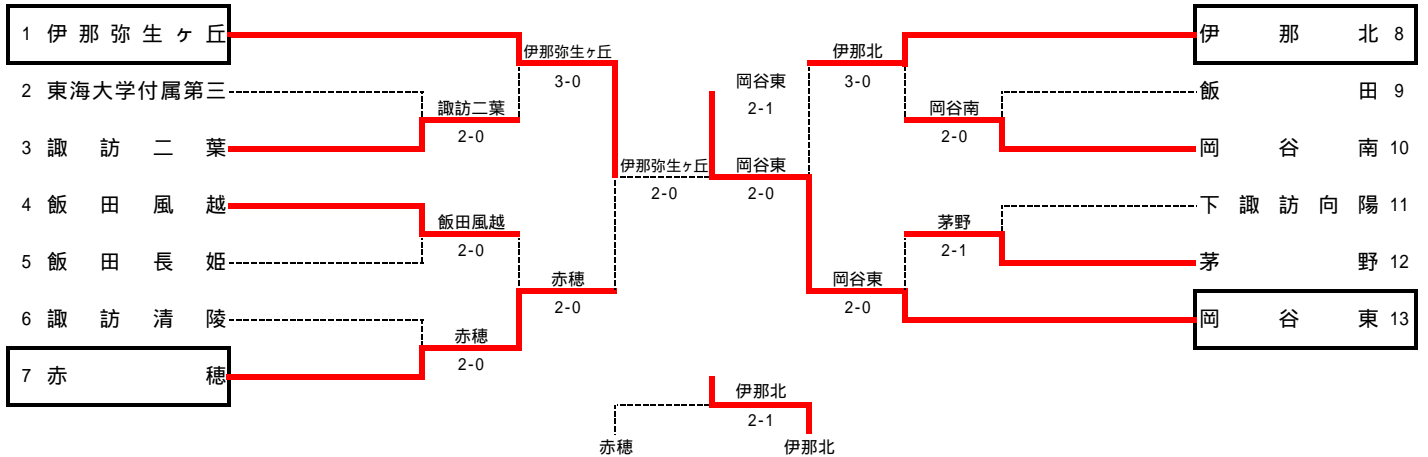 1 伊那弥生ヶ丘
2 東海大学付属第三
3 諏訪二葉
4 飯田風越
5 飯田長姫
6 諏訪清陵
7 赤穂
諏訪二葉
2-0
飯田風越
2-0
赤穂
2-0
伊那弥生ヶ丘
3-0
赤穂
2-0
伊那弥生ヶ丘
2-0
岡谷東
2-1
岡谷東
2-0
伊那北
3-0
岡谷東
2-0
岡谷南
2-0
茅野
2-1
伊那北 8
飯田 9
岡谷南 10
下諏訪向陽 11
茅野 12
岡谷東 13
伊那北
2-1
赤穂
伊那北